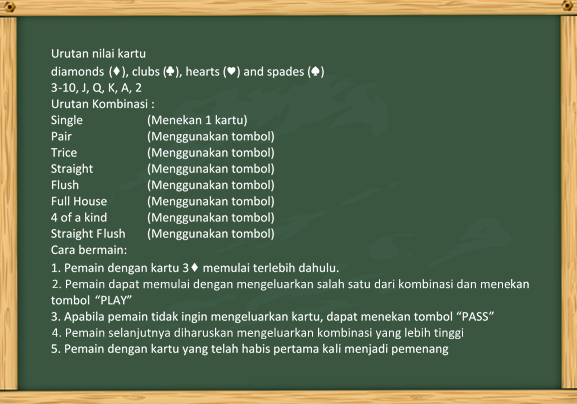 Urutan nilai kartu
diamonds (♦), clubs (♣), hearts (♥) and spades (♠)
3-10, J, Q, K, A, 2
Urutan Kombinasi :
Single (Menekan 1 kartu)
Pair (Menggunakan tombol)
Trice (Menggunakan tombol)
Straight (Menggunakan tombol)
Flush (Menggunakan tombol)
Full House (Menggunakan tombol)
4 of a kind (Menggunakan tombol)
Straight Flush (Menggunakan tombol)
Cara bermain:
1. Pemain dengan kartu 3♦ memulai terlebih dahulu.
2. Pemain dapat memulai dengan mengeluarkan salah satu dari kombinasi dan menekan
tombol “PLAY”
3. Apabila pemain tidak ingin mengeluarkan kartu, dapat menekan tombol “PASS”
4. Pemain selanjutnya diharuskan mengeluarkan kombinasi yang lebih tinggi
5. Pemain dengan kartu yang telah habis pertama kali menjadi pemenang